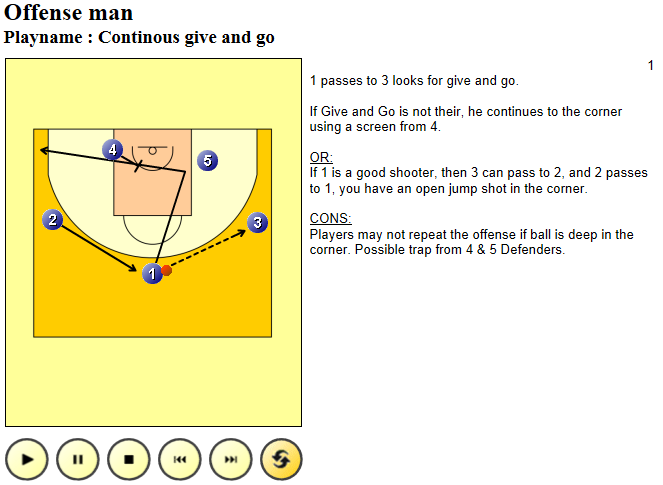 Offense man
Playname : Continous give and go
1
1 passes to 3 looks for give and go.
If Give and Go is not their, he continues to the corner
using a screen from 4.
OR:
If 1 is a good shooter, then 3 can pass to 2, and 2 passes
to 1, you have an open jump shot in the corner.
CONS:
Players may not repeat the offense if ball is deep in the
corner. Possible trap from 4 & 5 Defenders.
4
5
2
3
1